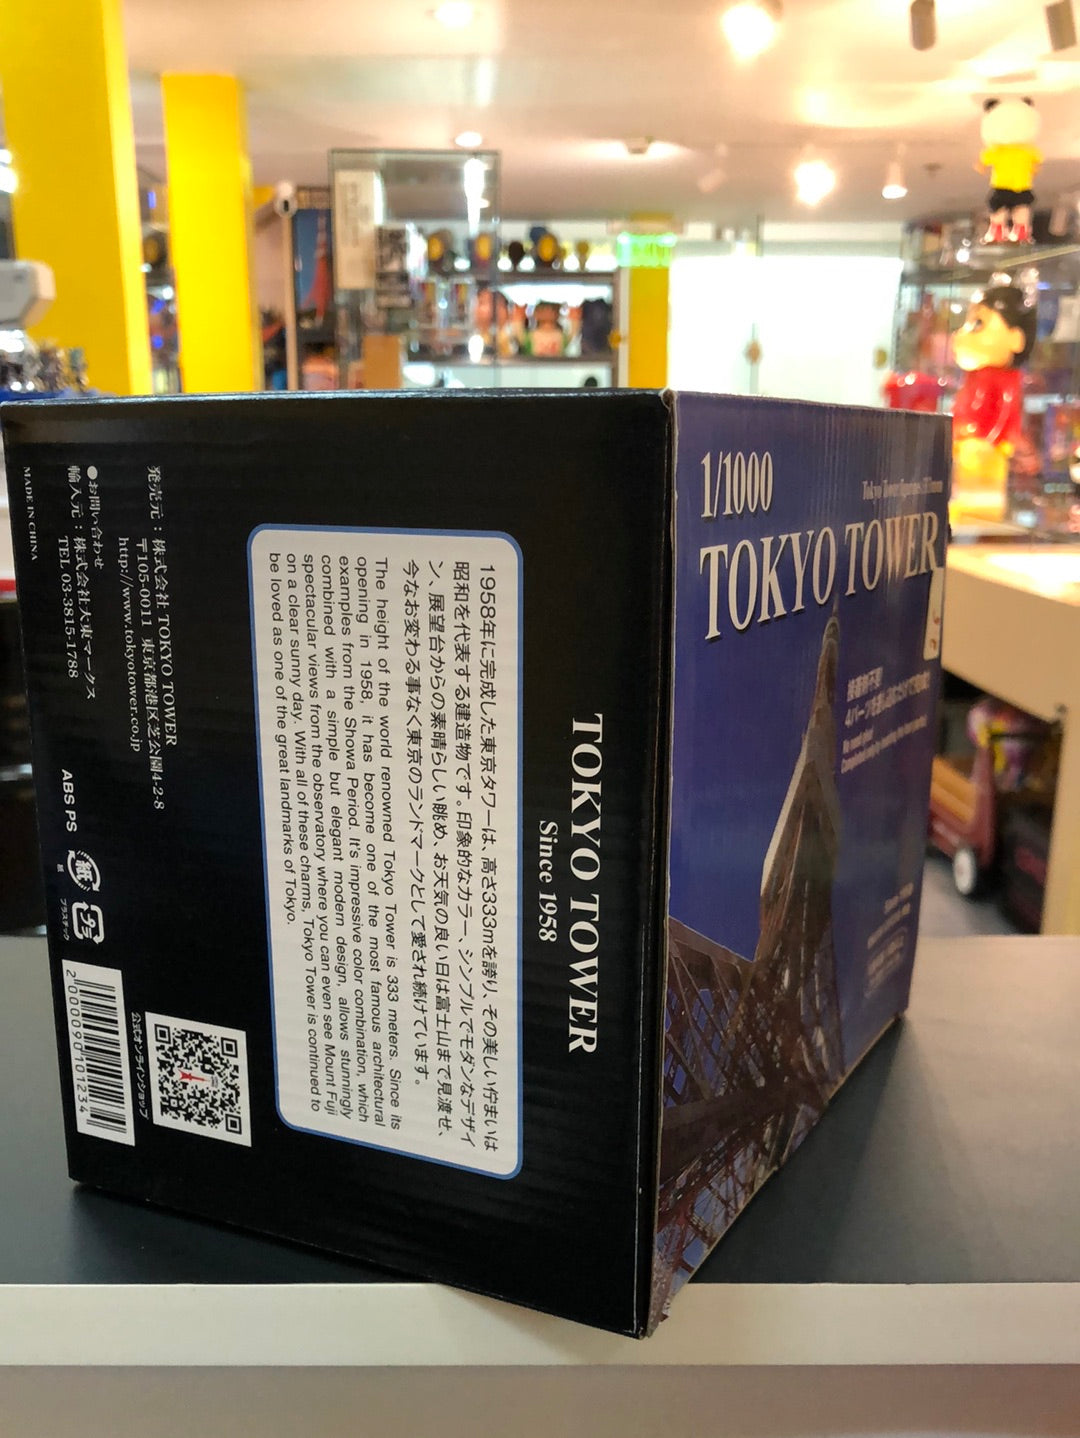 1/1000
TOKYO TOWER
TOKYO TOWER
Since 1958
1958年に完成した東京タワーは、高さ333mを誇り、その美しい佇まいは
昭和を代表する建造物です。印象的なカラー、シンプルでモダンなデザイ
ン、展望台からの素晴らしい眺め、お天気の良い日は富士山まで見渡せ、
今なお変わる事なく東京のランドマークとして愛され続けています。
The height of the world renowned Tokyo Tower is 333 meters. Since its
opening in 1958, it has become one of the most famous architectural
examples from the Showa Period. It's impressive color combination, which
combined with a simple but elegant modern design, allows stunningly
spectacular views from the observatory where you can even see Mount Fuji
on a clear sunny day. With all of these charms, Tokyo Tower is continued to
be loved as one of the great landmarks of Tokyo.
発売元：株式会社 TOKYO TOWER
〒105-0011 東京都港区芝公園4-2-8
http://www.tokyotower.co.jp
●お問い合わせ
輸入元：株式会社大東マークス
TEL 03-3815-1788
MADE IN CHINA
ABS PS
紙
プラスチック
公式オンラインショップ
2000090101234